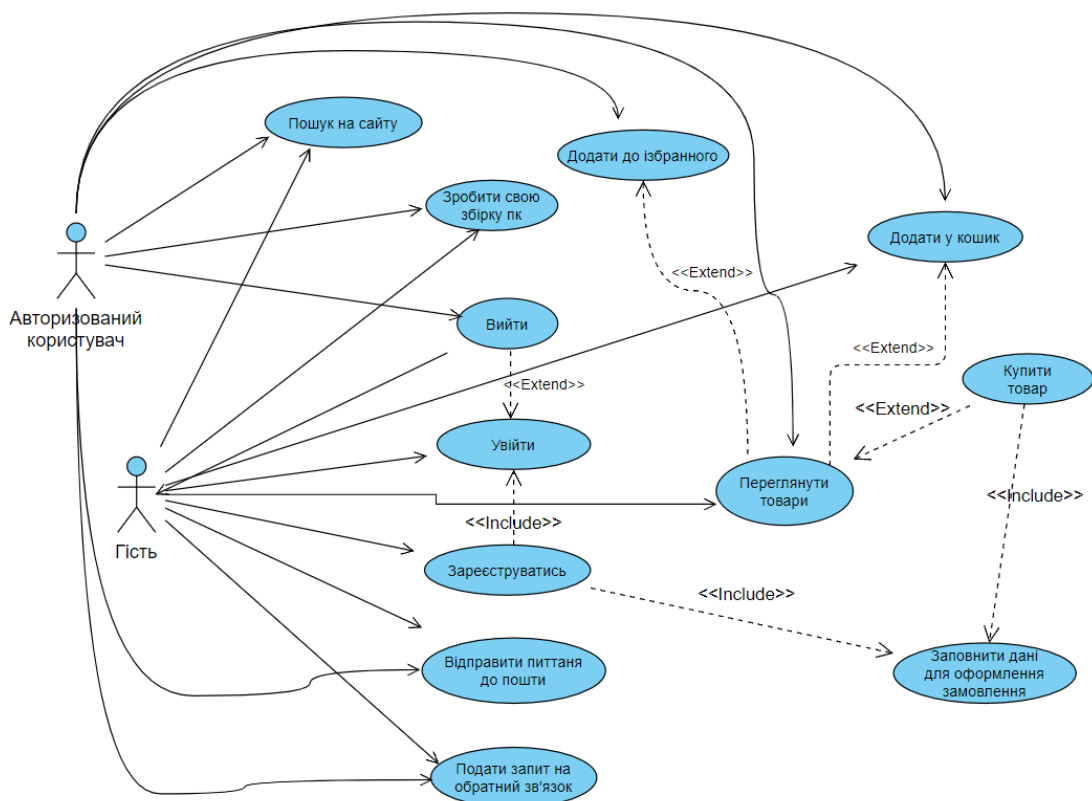 Пошук на сайту
Додати до ізбранного
Зробити свою
збірку пк
Додати у кошик
<<Extend>>
Авторизований
користувач
Вийти
<<Extend>>
<<Extend>>
Купити
товар
<<Extend>>
Увійти
Переглянути
товари
<<Include>>
<<Include>>
Гість
Зареєструватись
<<Include>>
Відправити питтаня
до пошти
Заповнити дані
для оформлення
замовлення
Подати запит на
обратний зв'язок